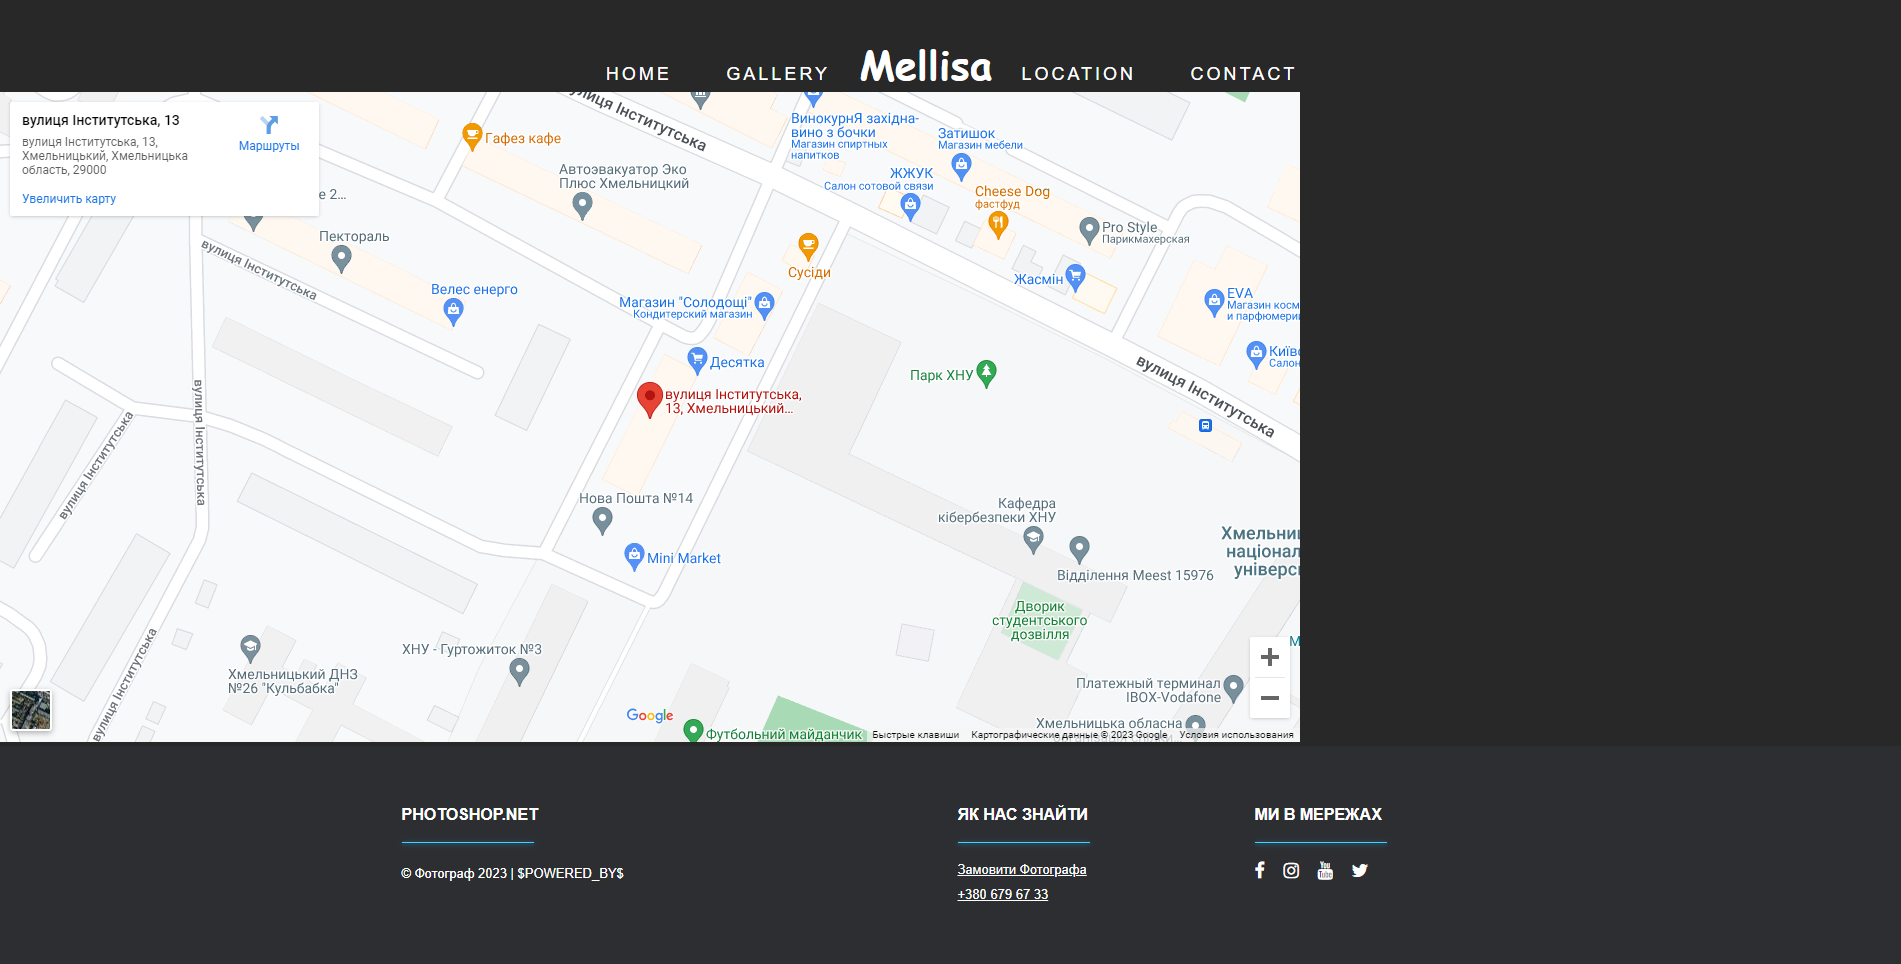 HOME
GALLERY
Mellisa
LOCATION
CONTACT
вулиця Інститутська, 13
вулиця Інститутська, 13,
Хмельницький, Хмельницька
область, 29000
Маршруты
Увеличить карту
е 2...
вулиця Інститутська
Гафез кафе
ВинокурнЯ західна-
вино з бочки
Магазин спиртных
напитков
Затишок
Магазин мебели
Автоэвакуатор Эко
Плюс Хмельницкий
ЖЖУК
Салон сотовой связи
Cheese Dog
фастфуд
Pro Style
Парикмахерская
Пектораль
вулиця Інститутська
Сусіди
Жасмін
Велес енерго
Магазин "Солодощі"
Кондитерский магазин
EVA
Магазин косм
и парфюмери
Київс
Салон
Десятка
Парк ХНУ
вулиця Інститутська,
13, Хмельницький...
вулиця Інститутська
вулиця Інститутська
вулиця Інститутська
Нова Пошта №14
Кафедра
кібербезпеки ХНУ
Хмельни
націонал
універс
Mini Market
Відділення Meest 15976
Дворик
студентського
дозвілля
вулиця Інститутська
ХНУ - Гуртожиток №3
М
Хмельницький ДНЗ
№26 "Кульбабка"
Платежный терминал
IBOX-Vodafone
Google
Хмельницька обласна
Футбольний майданчик
Быстрые клавиши
Картографические данные © 2023 Google
Условия использования
PHOTOSHOP.NET
© Фотограф 2023 | $POWERED_BY$
ЯК НАС ЗНАЙТИ
Замовити Фотографа
+380 679 67 33
МИ В МЕРЕЖАХ
You
Tube